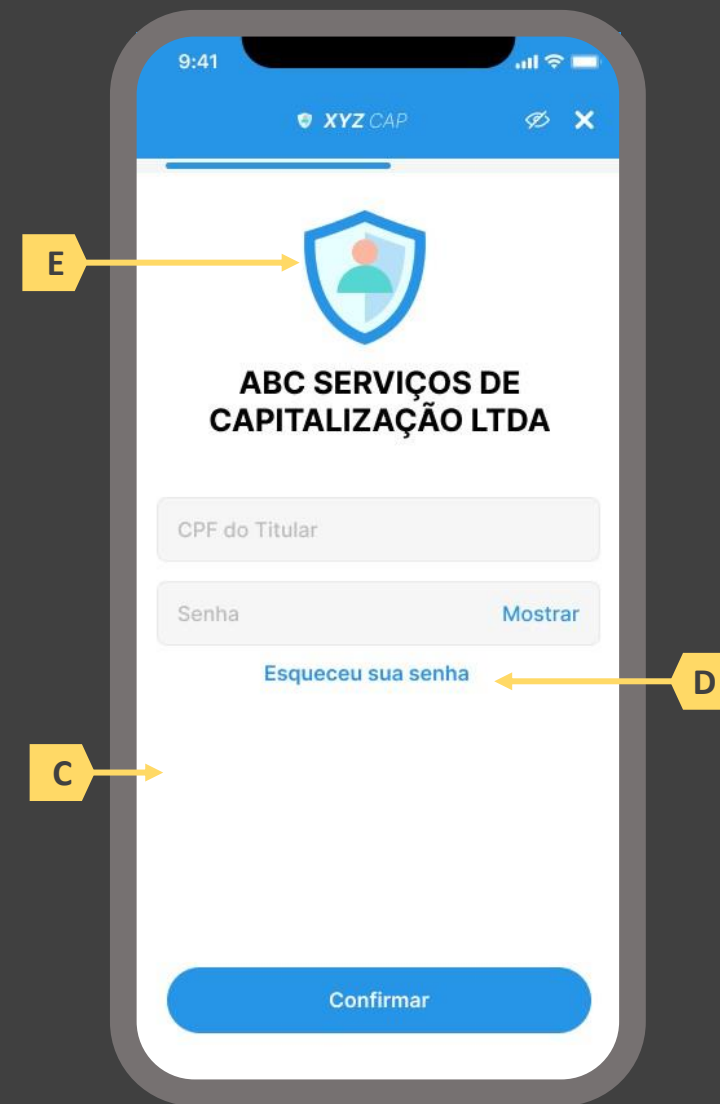 9:41
XYZ CAP
E
ABC SERVIÇOS DE
CAPITALIZAÇÃO LTDA
CPF do Titular
Senha Mostrar
Esqueceu sua senha
D
C
Confirmar